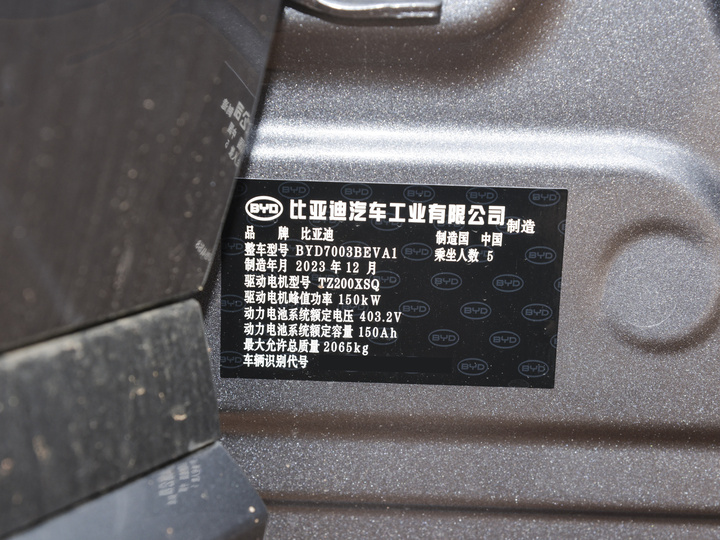 BYD 比亚迪汽车工业有限公司 制造
品 牌 比亚迪 制造国 中国
整车型号 BYD7003BEVA1 乘坐人数 5
制造年月 2023 年 12 月
驱动电机型号 TZ200XSQ
驱动电机峰值功率 150kW
动力电池系统额定电压 403.2V
动力电池系统额定容量 150Ah
最大允许总质量 2065kg
车辆识别代号